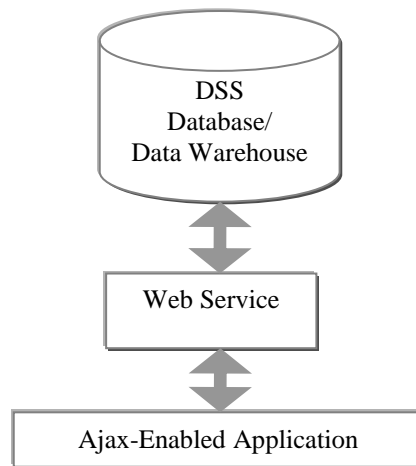 DSS
Database/
Data Warehouse
Web Service
Ajax-Enabled Application